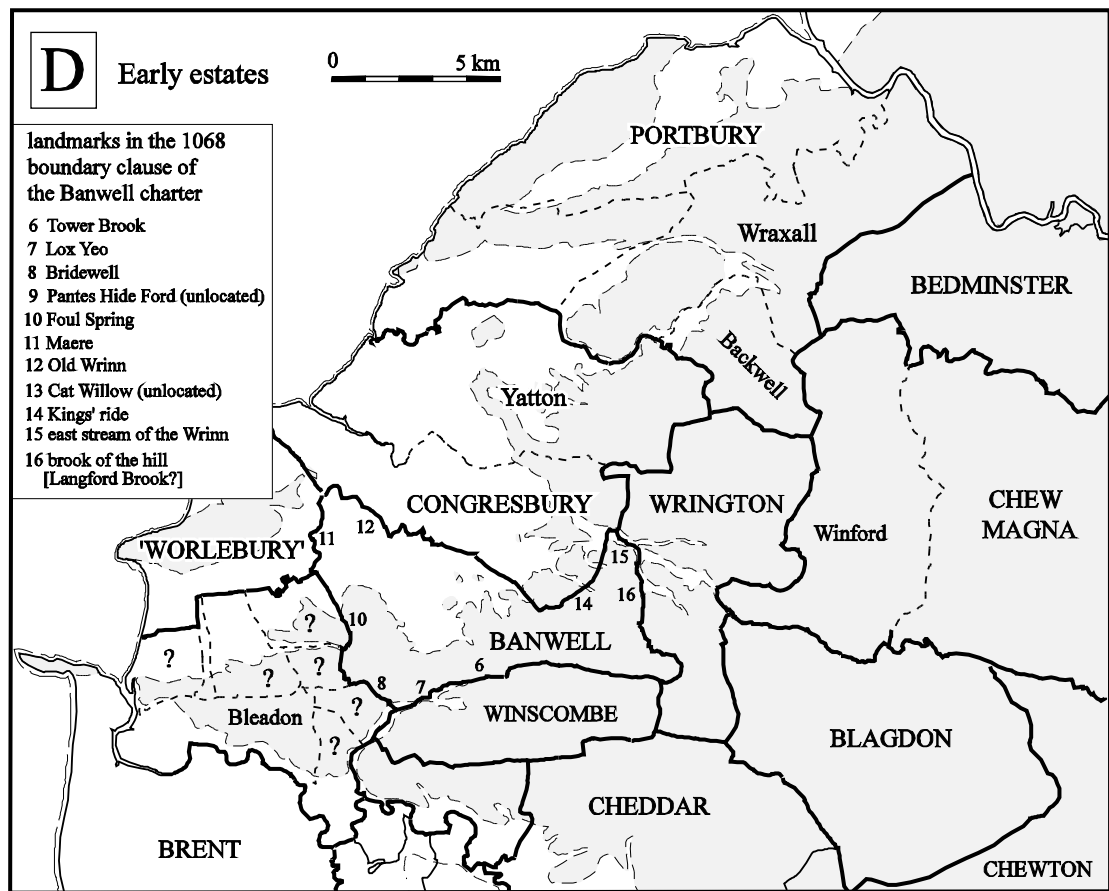 D Early estates
0 5 km
landmarks in the 1068
boundary clause of
the Banwell charter
6 Tower Brook
7 Lox Yeo
8 Bridewell
9 Pantes Hide Ford (unlocated)
10 Foul Spring
11 Maere
12 Old Wrinn
13 Cat Willow (unlocated)
14 Kings' ride
15 east stream of the Wrinn
16 brook of the hill
[Langford Brook?]
PORTBURY
Wraxall
BEDMINSTER
Backwell
Yatton
CONGRESBURY
WRINGTON
CHEW
MAGNA
Winford
'WORLEBURY'
11
12
15
16
14
10
?
BANWELL
?
?
?
6
8
7
?
Bleadon
WINSCOMBE
?
BLAGDON
CHEDDAR
BRENT
CHEWTON